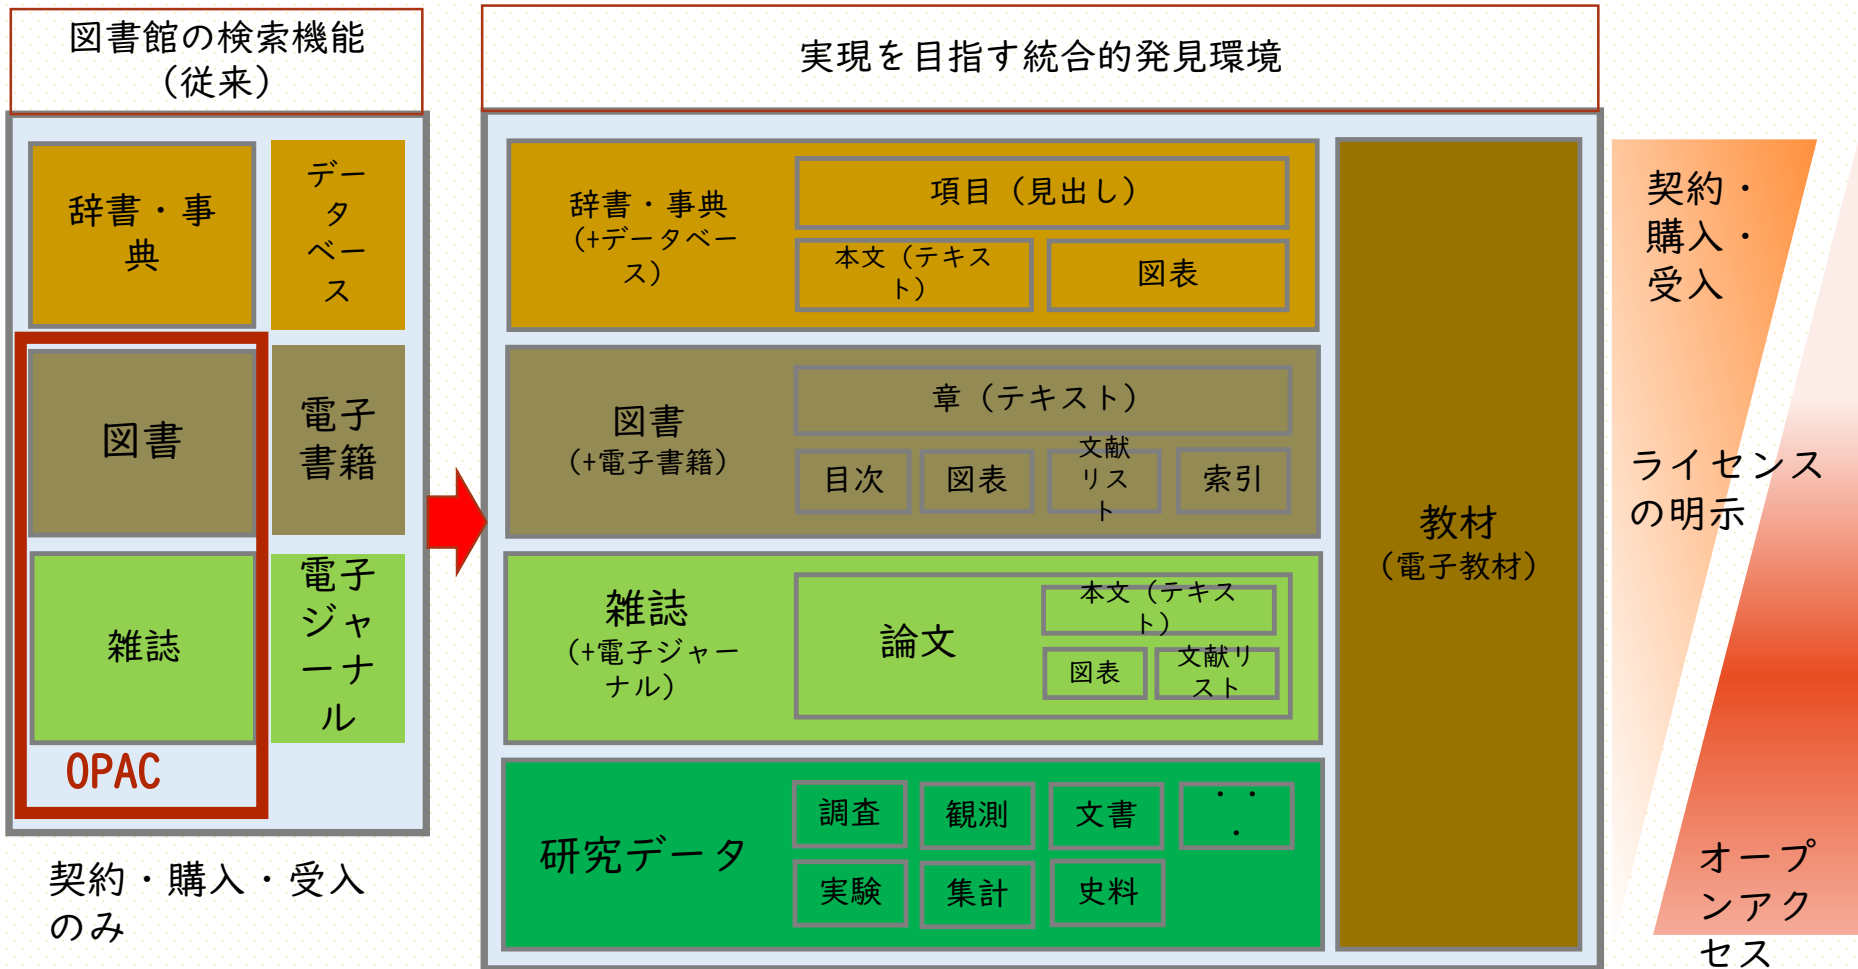 図書館の検索機能
（従来）
辞書・事
典
デー
タ
ベー
ス
図書
電子
書籍
雑誌
電子
ジャ
ーナ
ル
OPAC
契約・購入・受入
のみ
実現を目指す統合的発見環境
辞書・事典
（+データベー
ス）
項目（見出し）
本文（テキス
ト）
図表
図書
（+電子書籍）
章（テキスト）
目次
図表
文献
リス
ト
索引
雑誌
（+電子ジャー
ナル）
論文
本文（テキス
ト）
図表
文献リ
スト
研究データ
調査
観測
文書
・・
・
実験
集計
史料
教材
（電子教材）
契約・
購入・
受入
ライセンス
の明示
オープ
ンアク
セス